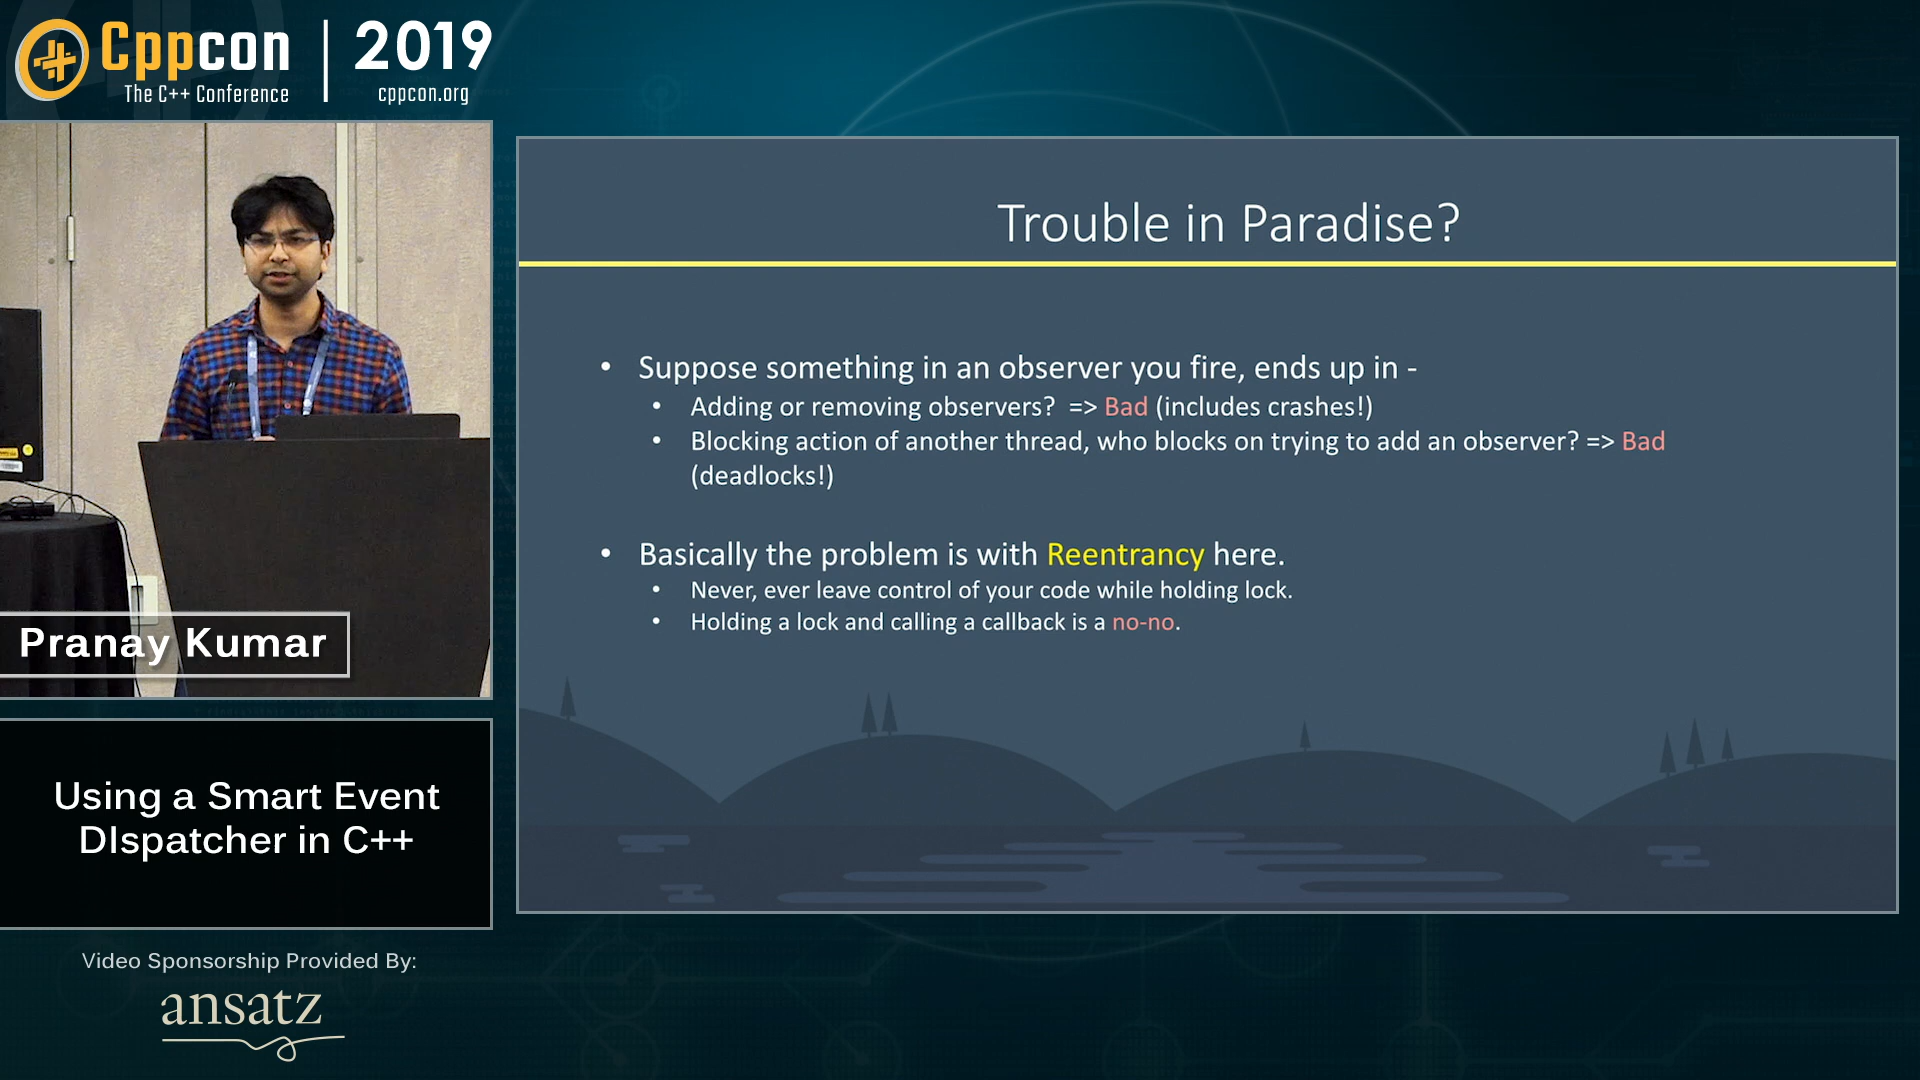 Cppcon
The C++ Conference
2019
cppcon.org
Pranay Kumar
Using a Smart Event
DIspatcher in C++
Video Sponsorship Provided By:
ansatz
Trouble in Paradise?
• Suppose something in an observer you fire, ends up in -
• Adding or removing observers? => Bad (includes crashes!)
• Blocking action of another thread, who blocks on trying to add an observer? => Bad
(deadlocks!)
• Basically the problem is with Reentrancy here.
• Never, ever leave control of your code while holding lock.
• Holding a lock and calling a callback is a no-no.